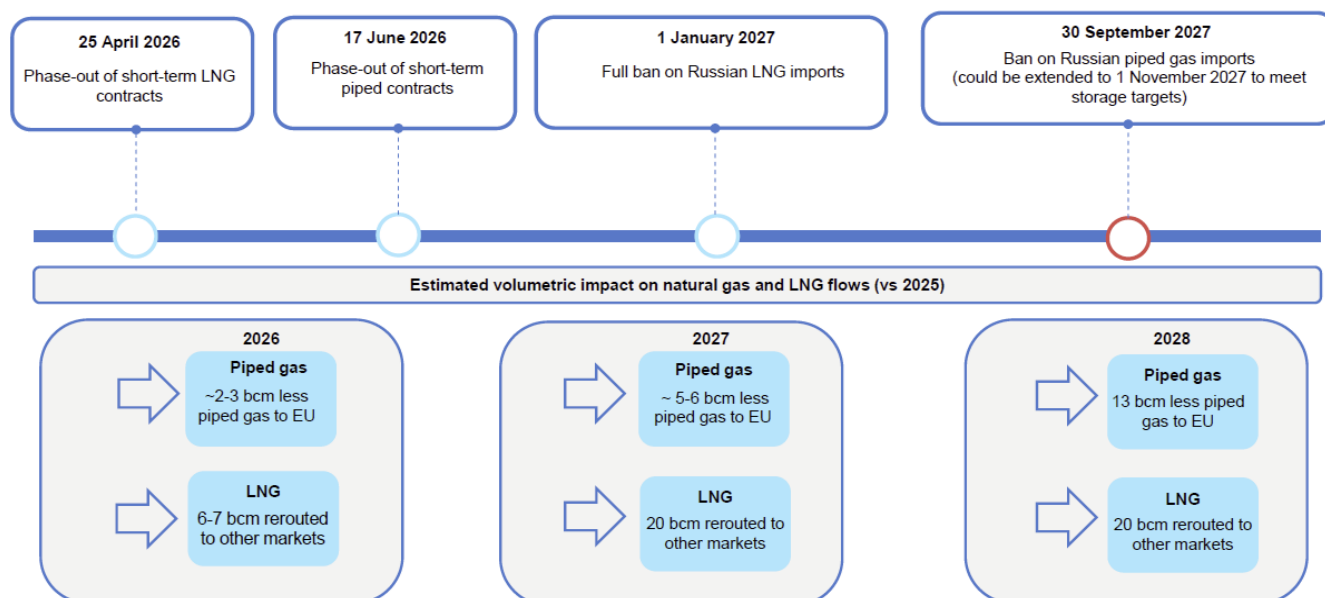 25 April 2026
Phase-out of short-term LNG
contracts
17 June 2026
Phase-out of short-term
piped contracts
1 January 2027
Full ban on Russian LNG imports
30 September 2027
Ban on Russian piped gas imports
(could be extended to 1 November 2027 to meet
storage targets)
Estimated volumetric impact on natural gas and LNG flows (vs 2025)
2026
Piped gas
~2-3 bcm less
piped gas to EU
LNG
6-7 bcm rerouted
to other markets
2027
Piped gas
~ 5-6 bcm less
piped gas to EU
LNG
20 bcm rerouted to
other markets
2028
Piped gas
13 bcm less piped
gas to EU
LNG
20 bcm rerouted to
other markets